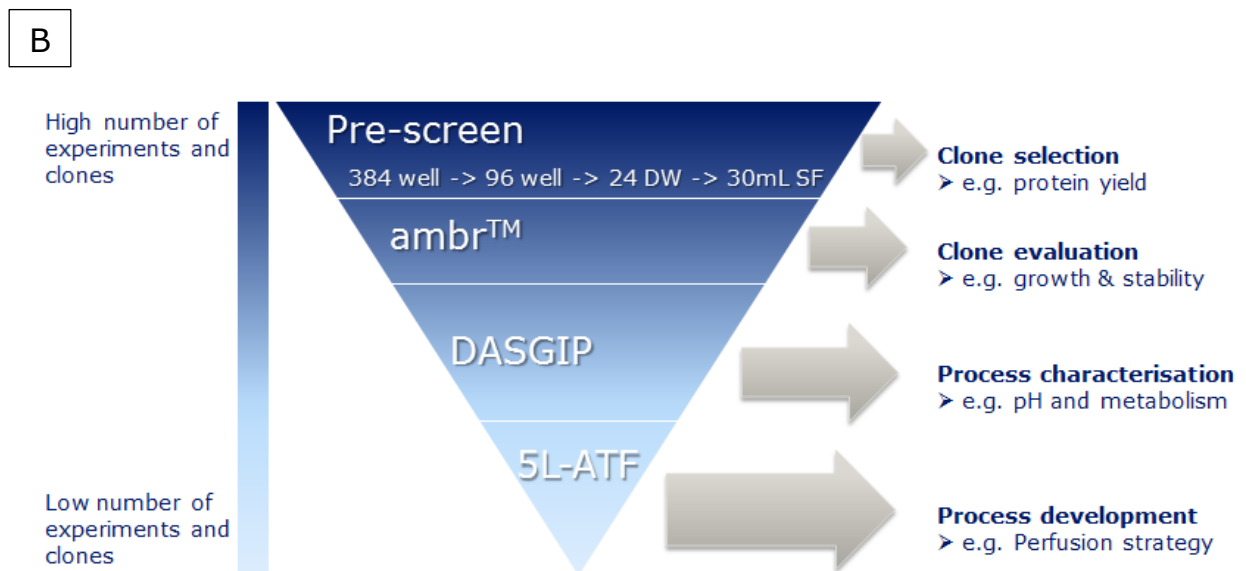 B
High number of
experiments and
clones
Pre-screen
384 well -> 96 well -> 24 DW -> 30mL SF
Clone selection
➤ e.g. protein yield
ambr™
Clone evaluation
➤ e.g. growth & stability
DASGIP
Process characterisation
➤ e.g. pH and metabolism
5L-ATF
Low number of
experiments and
clones
Process development
➤ e.g. Perfusion strategy